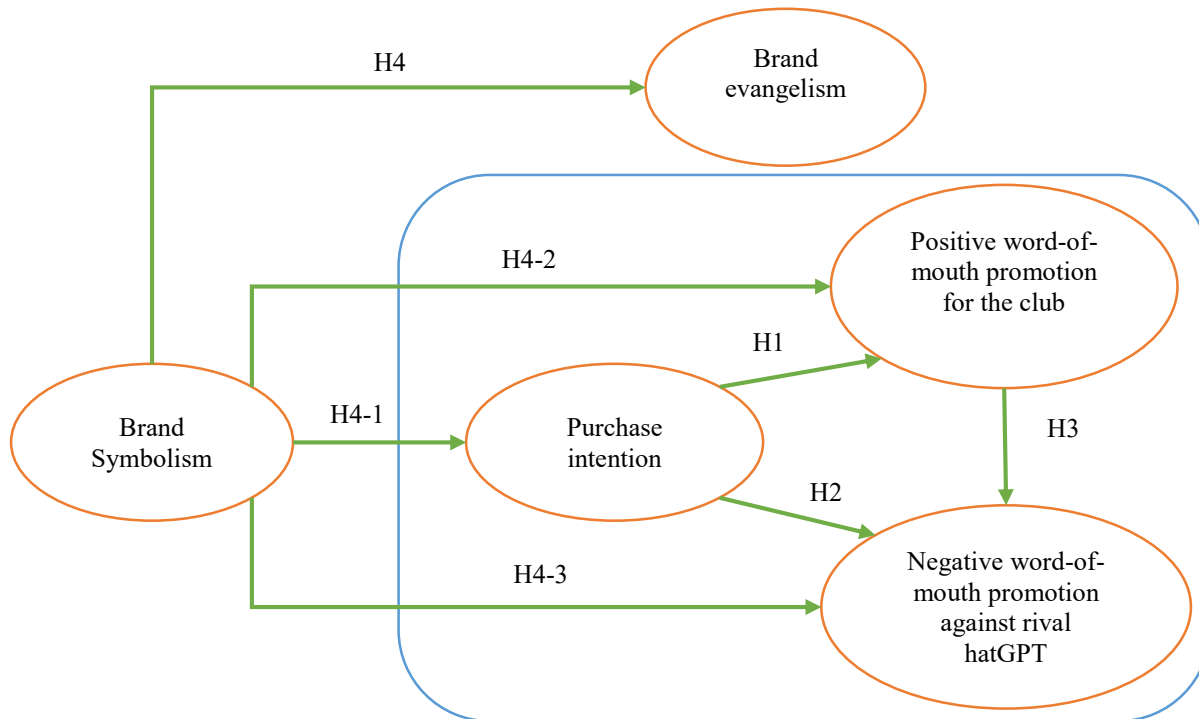 H4
Brand
evangelism
H4-2
Positive word-of-
mouth promotion
for the club
H1
H4-1
Brand
Symbolism
Purchase
intention
H3
H2
H4-3
Negative word-of-
mouth promotion
against rival
hatGPT